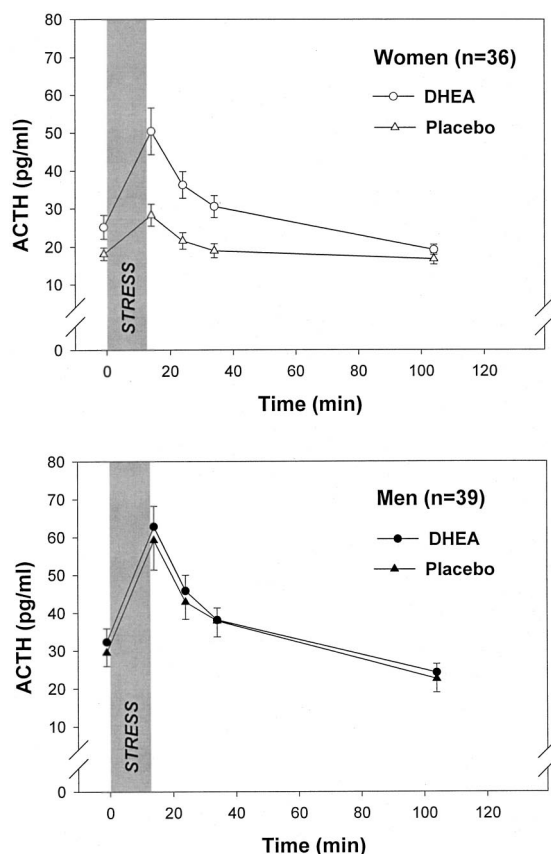 80
Women (n=36)
70
DHEA
60
Placebo
50
40
30
20
10
0
ACTH (pg/ml)
STRESS
0 20 40 60 80 100 120
Time (min)
80
Men (n=39)
70
DHEA
60
Placebo
50
40
30
20
10
0
ACTH (pg/ml)
STRESS
0 20 40 60 80 100 120
Time (min)